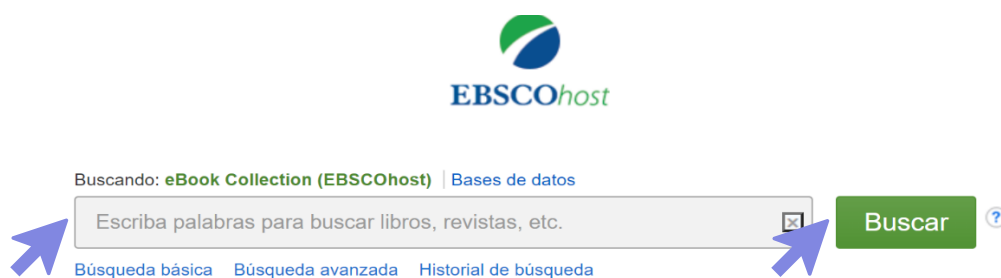 EBSCOhost
Buscando: eBook Collection (EBSCOhost) | Bases de datos
Escriba palabras para buscar libros, revistas, etc.
Buscar
?
Búsqueda básica Búsqueda avanzada Historial de búsqueda